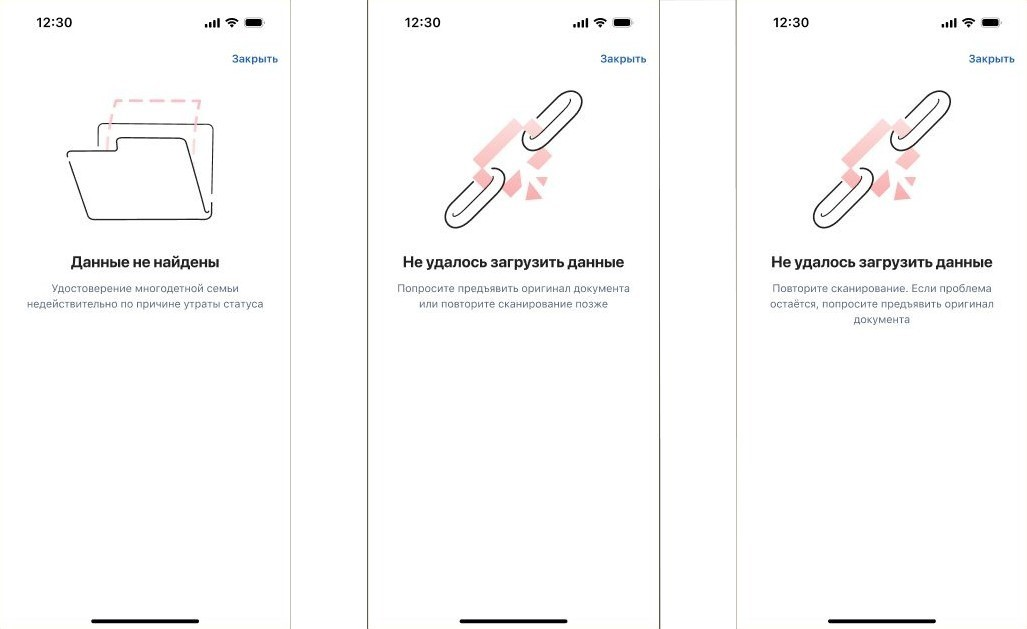 12:30
Закрыть
Данные не найдены
Удостоверение многодетной семьи
недействительно по причине утраты статуса
12:30
Закрыть
Не удалось загрузить данные
Попросите предъявить оригинал документа
или повторите сканирование позже
12:30
Закрыть
Не удалось загрузить данные
Повторите сканирование. Если проблема
остаётся, попросите предъявить оригинал
документа